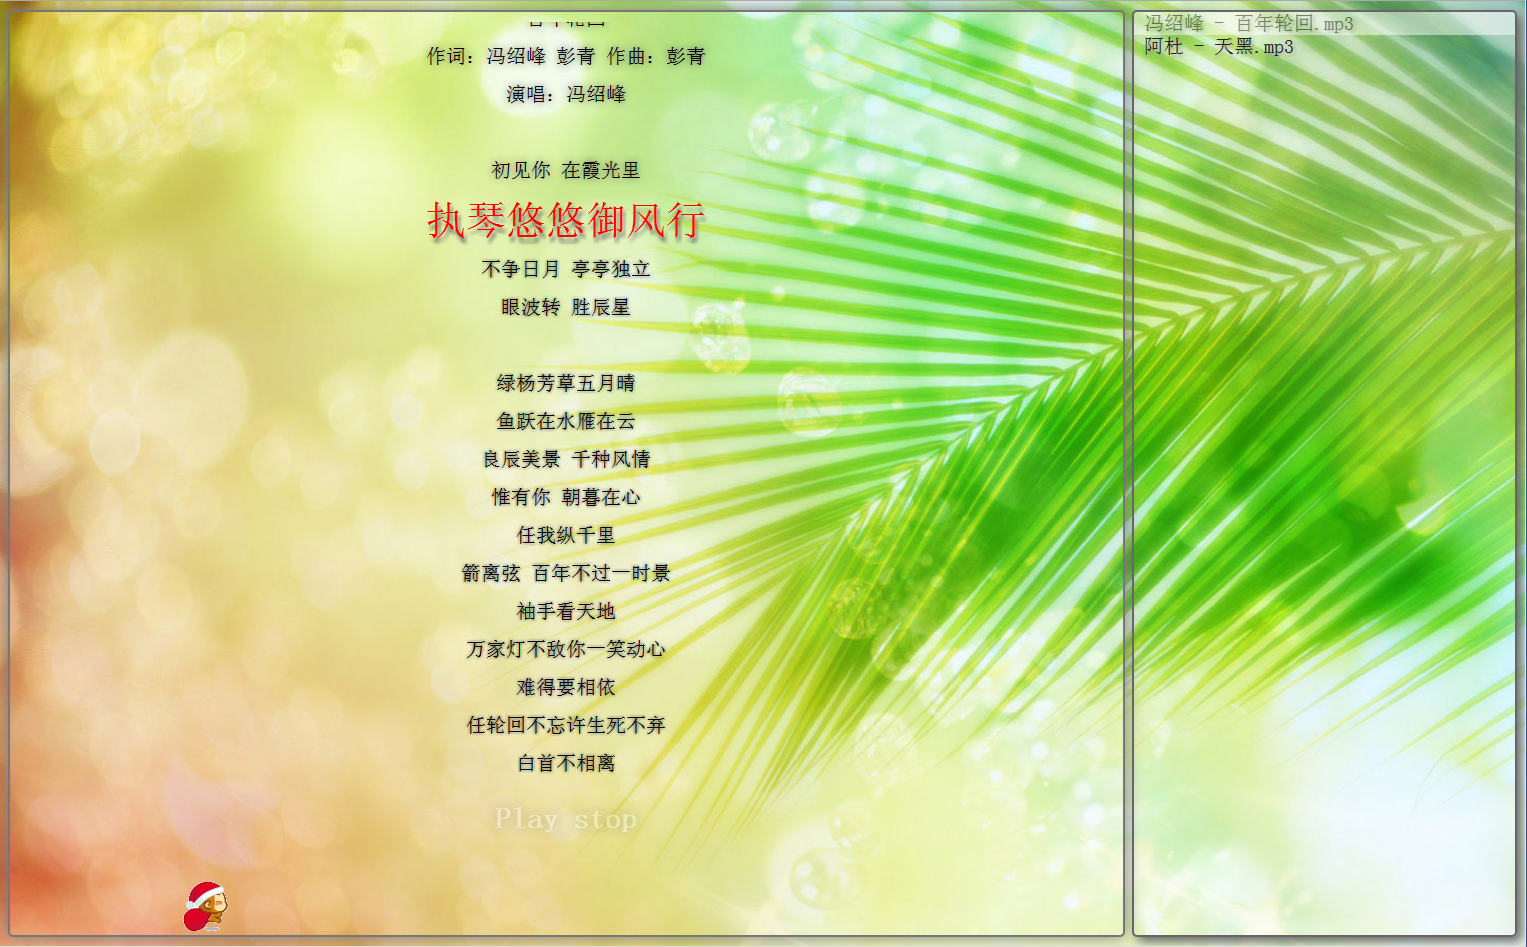 百年轮回
作词：冯绍峰 彭青 作曲：彭青
演唱：冯绍峰
初见你 在霞光里
执琴悠悠御风行
不争日月 亭亭独立
眼波转 胜辰星
绿杨芳草五月晴
鱼跃在水雁在云
良辰美景 千种风情
惟有你 朝暮在心
任我纵千里
箭离弦 百年不过一时景
袖手看天地
万家灯不敌你一笑动心
难得要相依
任轮回不忘许生死不弃
白首不相离
Play stop
冯绍峰 - 百年轮回.mp3
阿杜 - 天黑.mp3